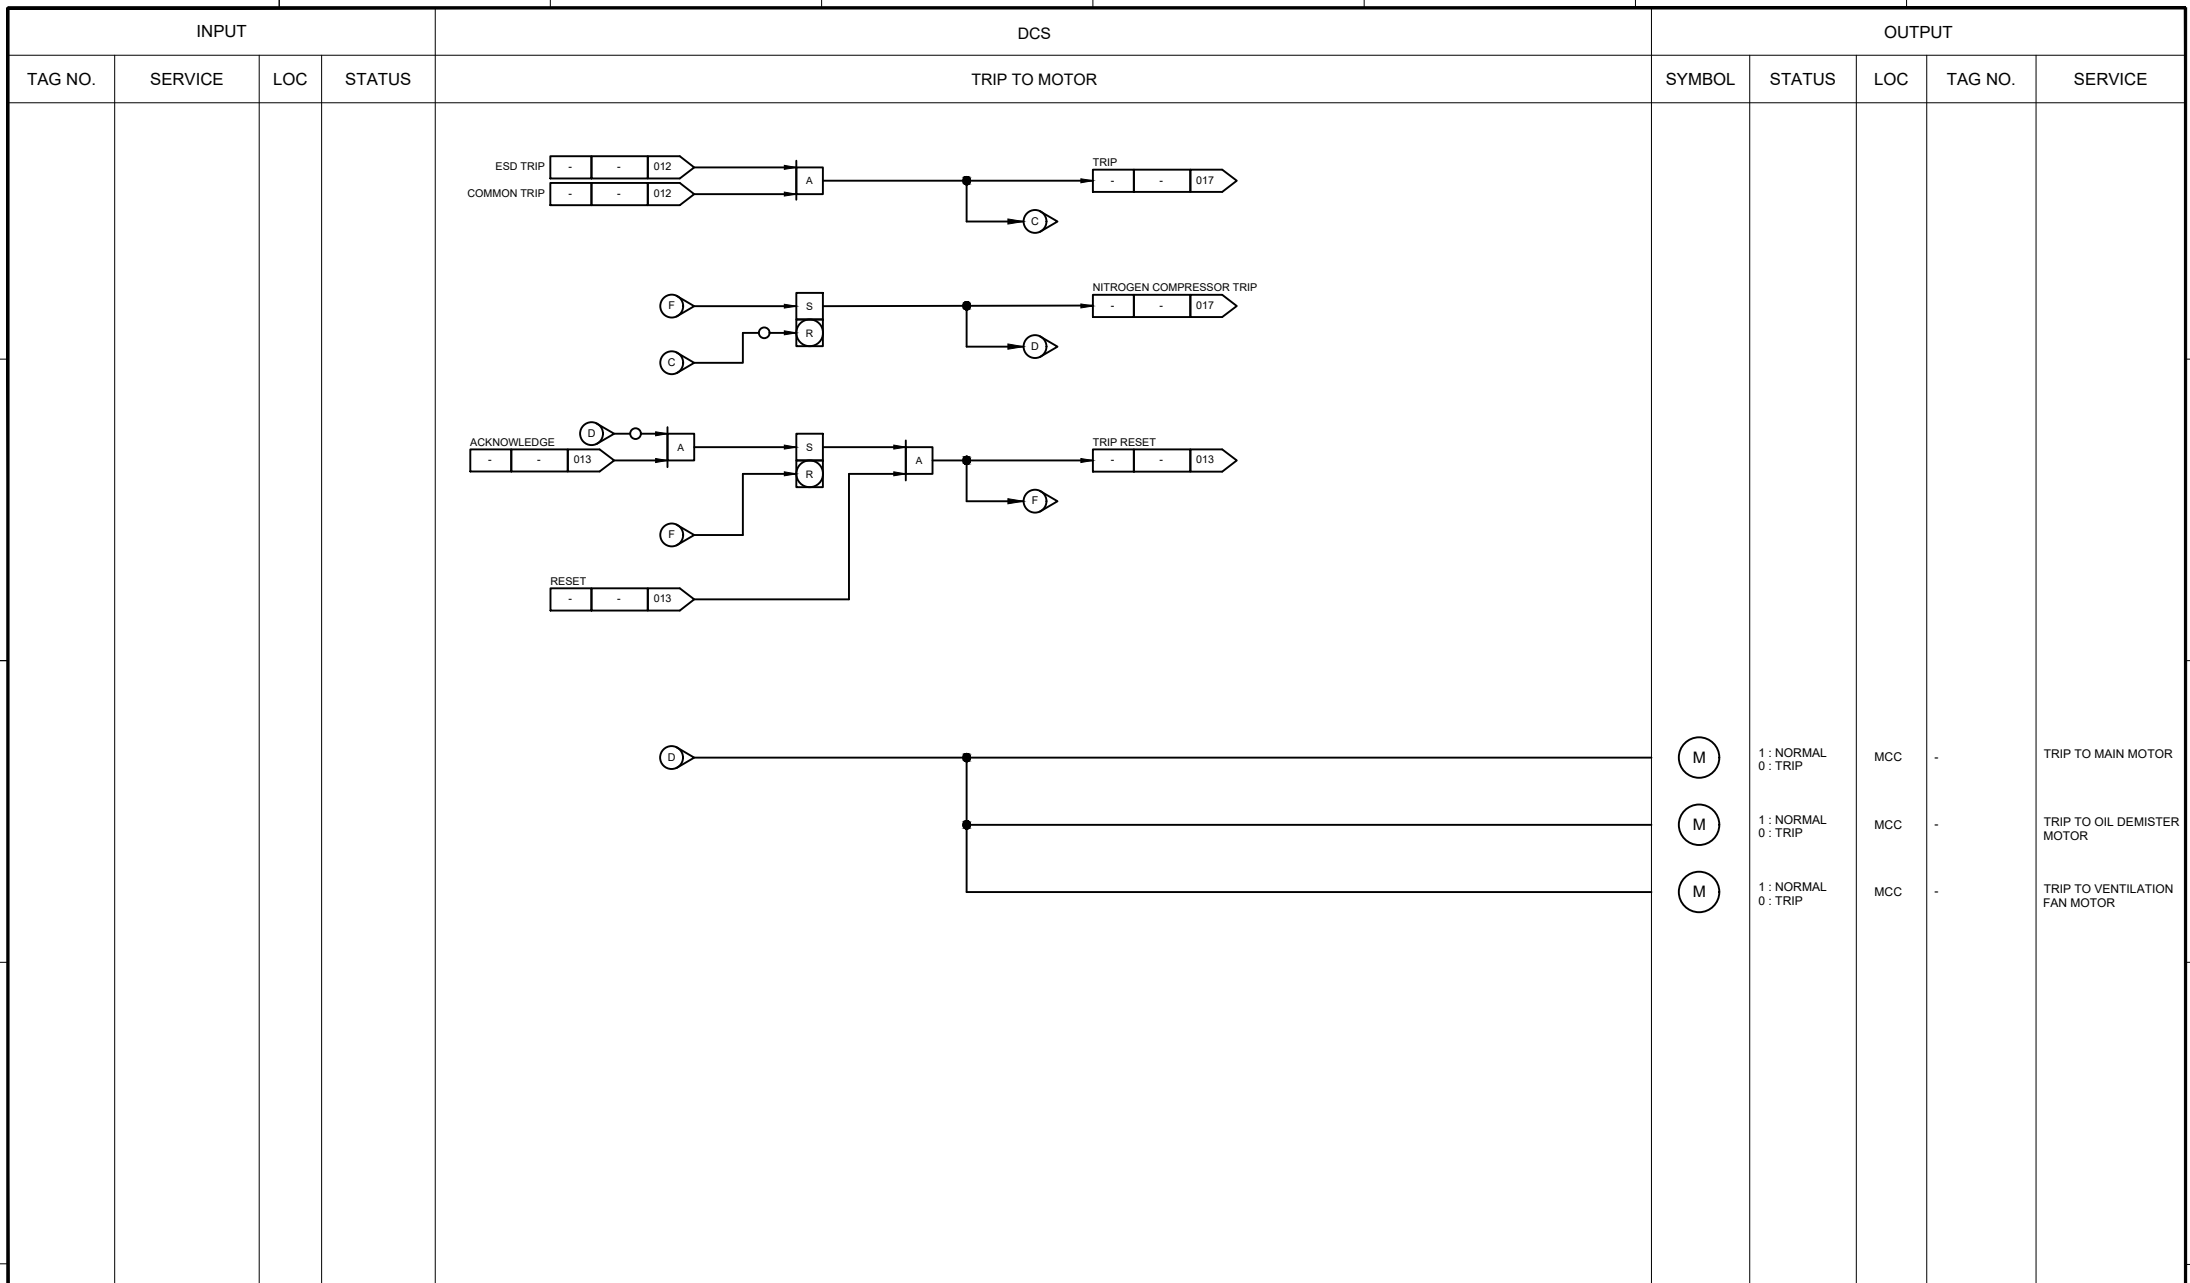 INPUT
DCS
OUTPUT
TAG NO.
SERVICE
LOC
STATUS
TRIP TO MOTOR
SYMBOL
STATUS
LOC
TAG NO.
SERVICE
ESD TRIP
- - 012
COMMON TRIP
- - 012
A
TRIP
- - 017
C
F
C
S
R
NITROGEN COMPRESSOR TRIP
- - 017
D
D
ACKNOWLEDGE
- - 013
A
S
R
A
TRIP RESET
- - 013
F
F
RESET
- - 013
D
M
1 : NORMAL
0 : TRIP
MCC
-
TRIP TO MAIN MOTOR
M
1 : NORMAL
0 : TRIP
MCC
-
TRIP TO OIL DEMISTER
MOTOR
M
1 : NORMAL
0 : TRIP
MCC
-
TRIP TO VENTILATION
FAN MOTOR